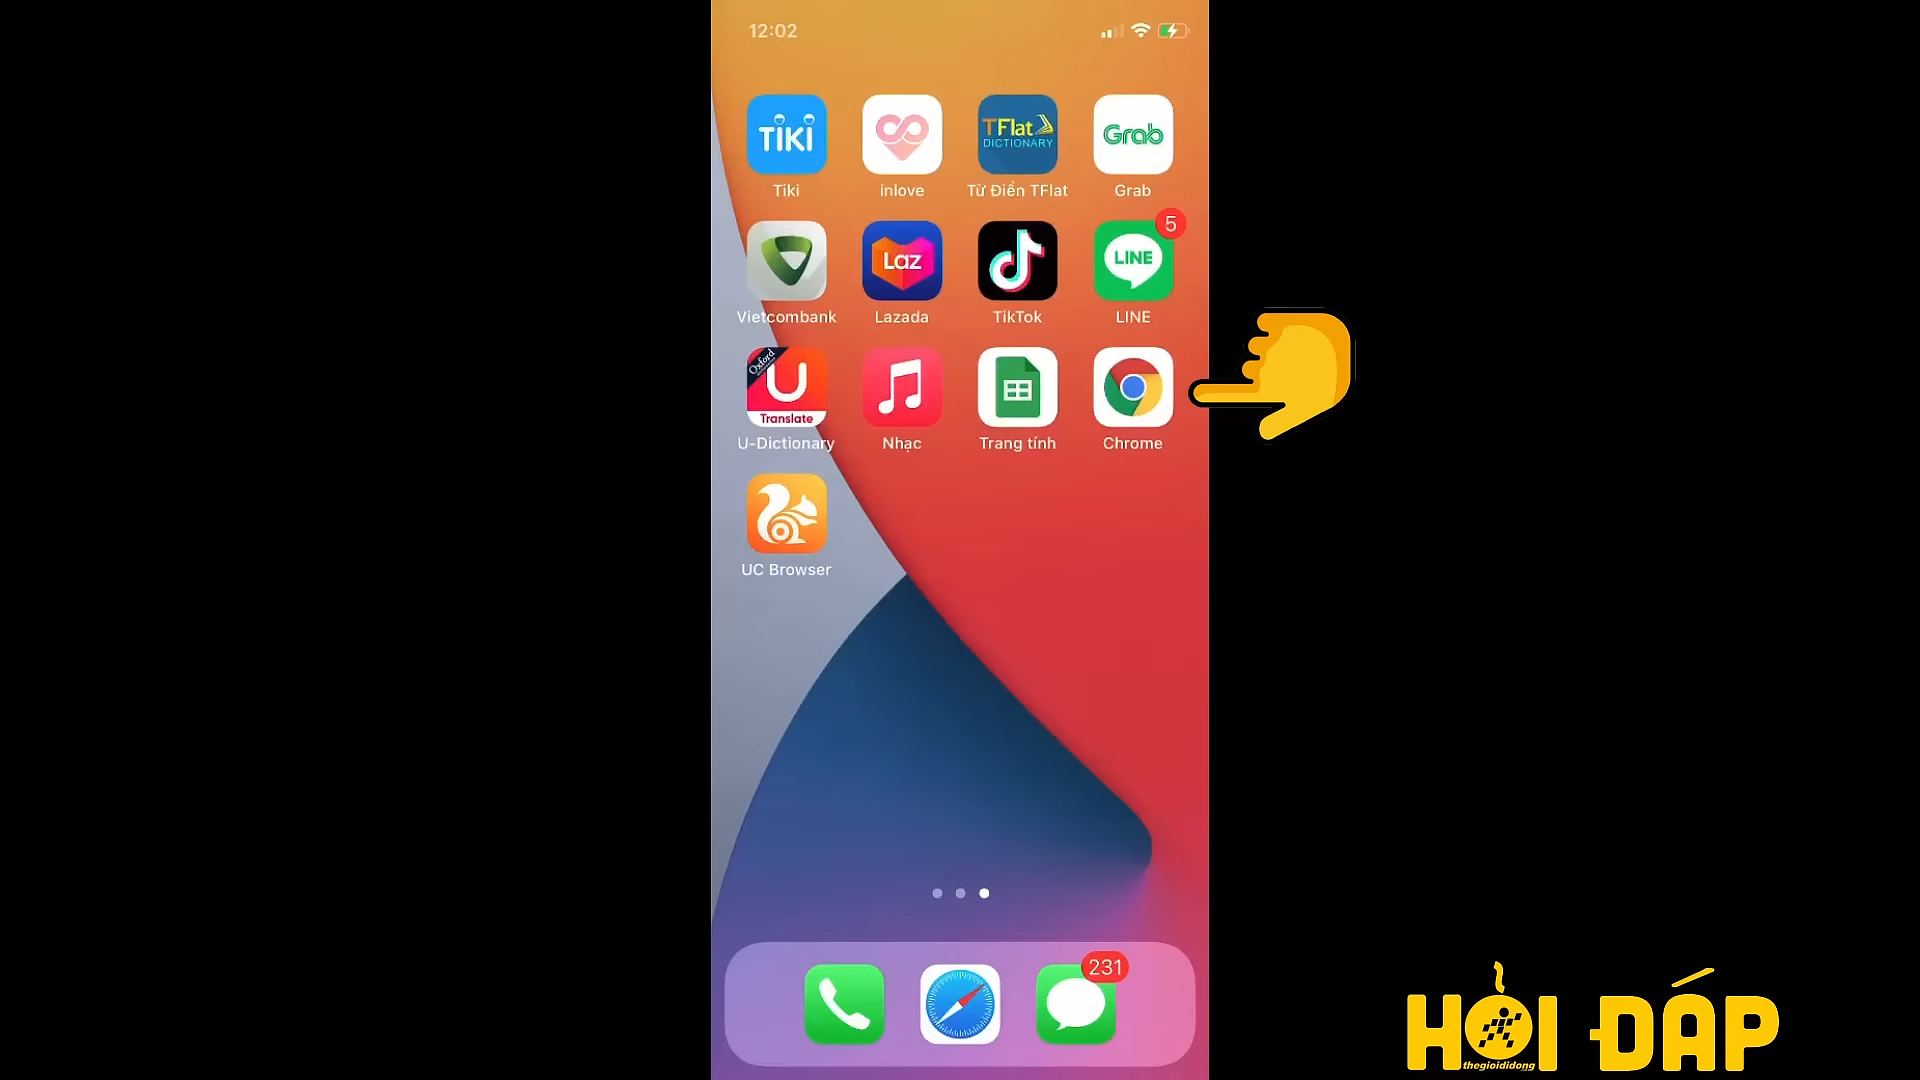 12:02
TiKi
TFlat
DICTIONARY
Grab
Tiki
inlove
Từ Điển TFlat
Grab
Laz
LINE
5
Vietcombank
Lazada
TikTok
LINE
Oxford
U
Translate
U-Dictionary
Nhạc
Trang tính
Chrome
UC Browser
231
HỎI ĐÁP
thegioididong